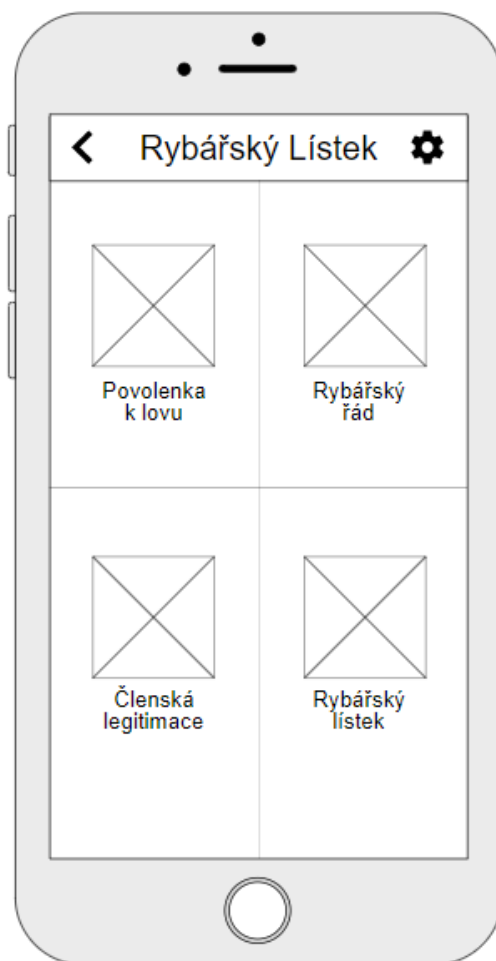 Rybářský Lístek
Povolenka
k lovu
Rybářský
řád
Členská
legitimace
Rybářský
lístek